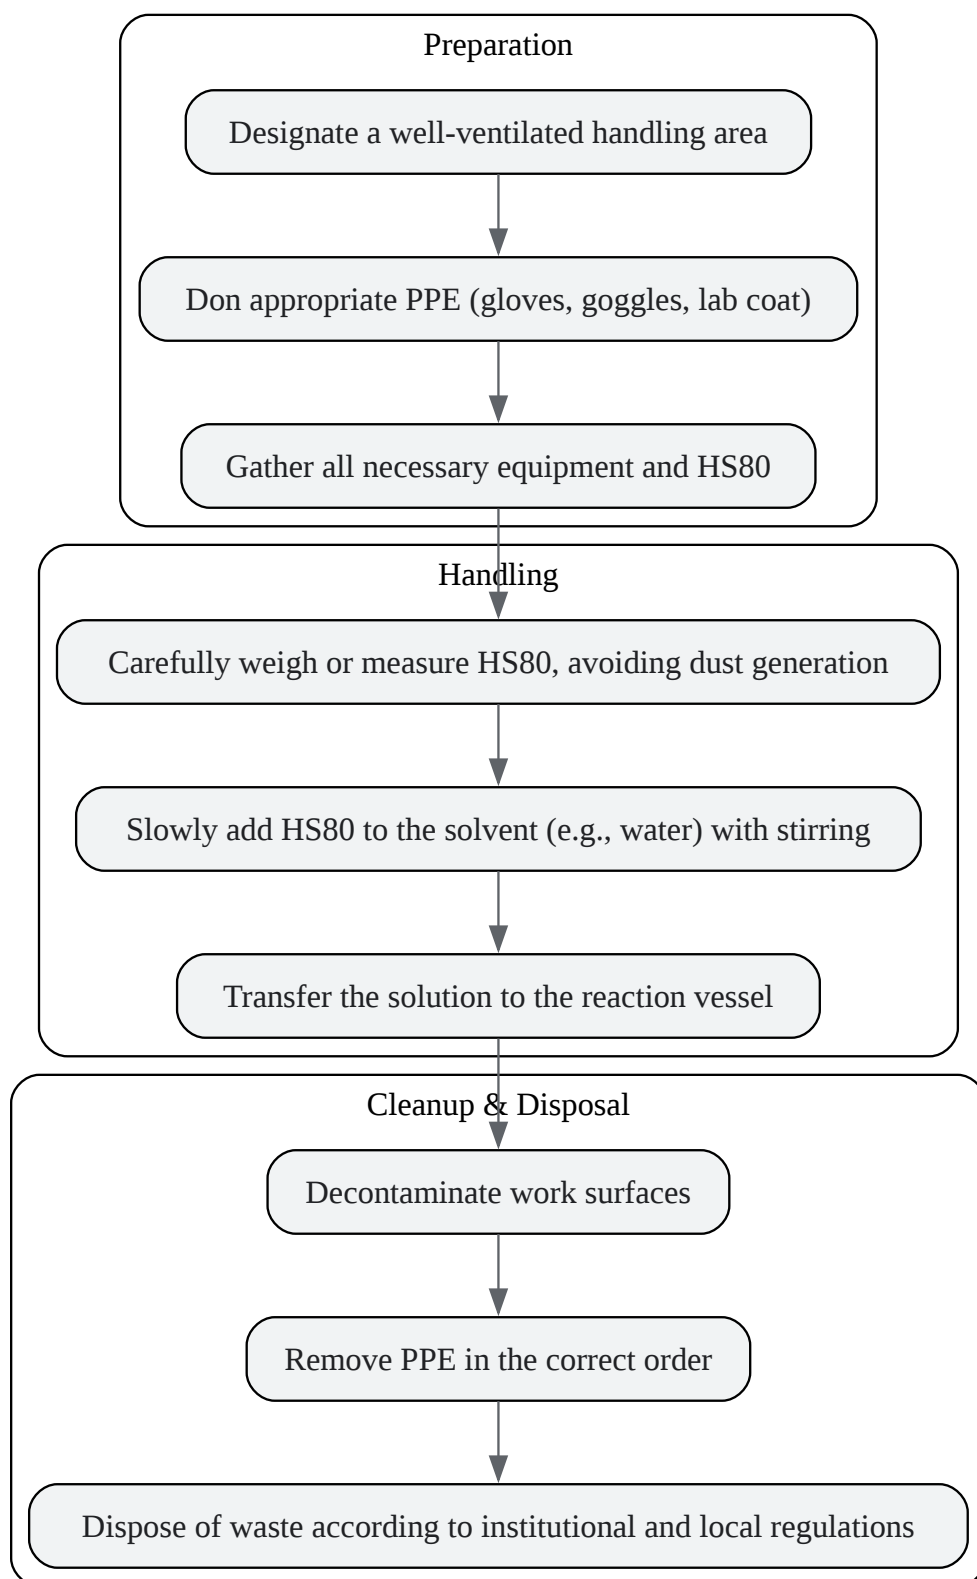 Preparation
Designate a well-ventilated handling area
Don appropriate PPE (gloves, goggles, lab coat)
Gather all necessary equipment and HS80
Handling
Carefully weigh or measure HS80, avoiding dust generation
Slowly add HS80 to the solvent (e.g., water) with stirring
Transfer the solution to the reaction vessel
Cleanup & Disposal
Decontaminate work surfaces
Remove PPE in the correct order
Dispose of waste according to institutional and local regulations